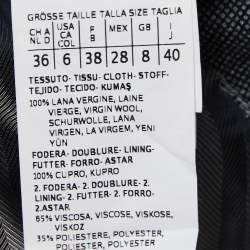 GRÖSSE TAILLE TALLA SIZE TAGLIA
CH A USA F MEX GB I
NL D CA COL B J
36 6 38 28 8 40
TESSUTO- TISSU- CLOTH- STOFF-
TEJIDO- TECIDO- KUMAŞ
100% LANA VERGINE, LAINE
VIERGE, VIRGIN WOOL,
SCHURWOLLE, LANA
VIRGEN, LÃ VIRGEM, YENI
YÜN
FODERA- DOUBLURE- LINING-
FUTTER- FORRO- ASTAR
100% CUPRO, KUPRO
2. FODERA- 2. DOUBLURE- 2.
LINING- 2. FUTTER- 2. FORRO-
2.ASTAR
65% VISCOSA, VISCOSE, VISKOSE,
VISKOZ
35% POLIESTERE, POLYESTER,